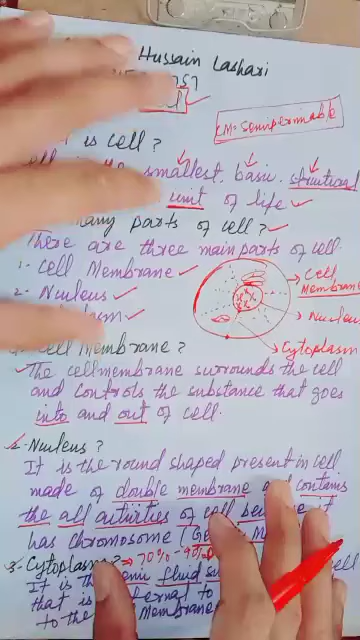 Hussain Lashari
CM= Semipermiable
is cell?
smallest basic structural
unit of life
many parts of cell?
There are three main parts of cell.
1- Cell Membrane
2- Nucleus
Cell Membrane
Nucleus
Cytoplasm
Cell Membrane?
The cell membrane surrounds the cell
and controls the substance that goes
into and out of cell.
2- Nucleus?
It is the round shaped present in cell
made of double membrane and contains
the all activities of cell it
has chromosome
3- Cytoplasm? → 70%-90%
It is the fluid
cell
that is
to the Membrane